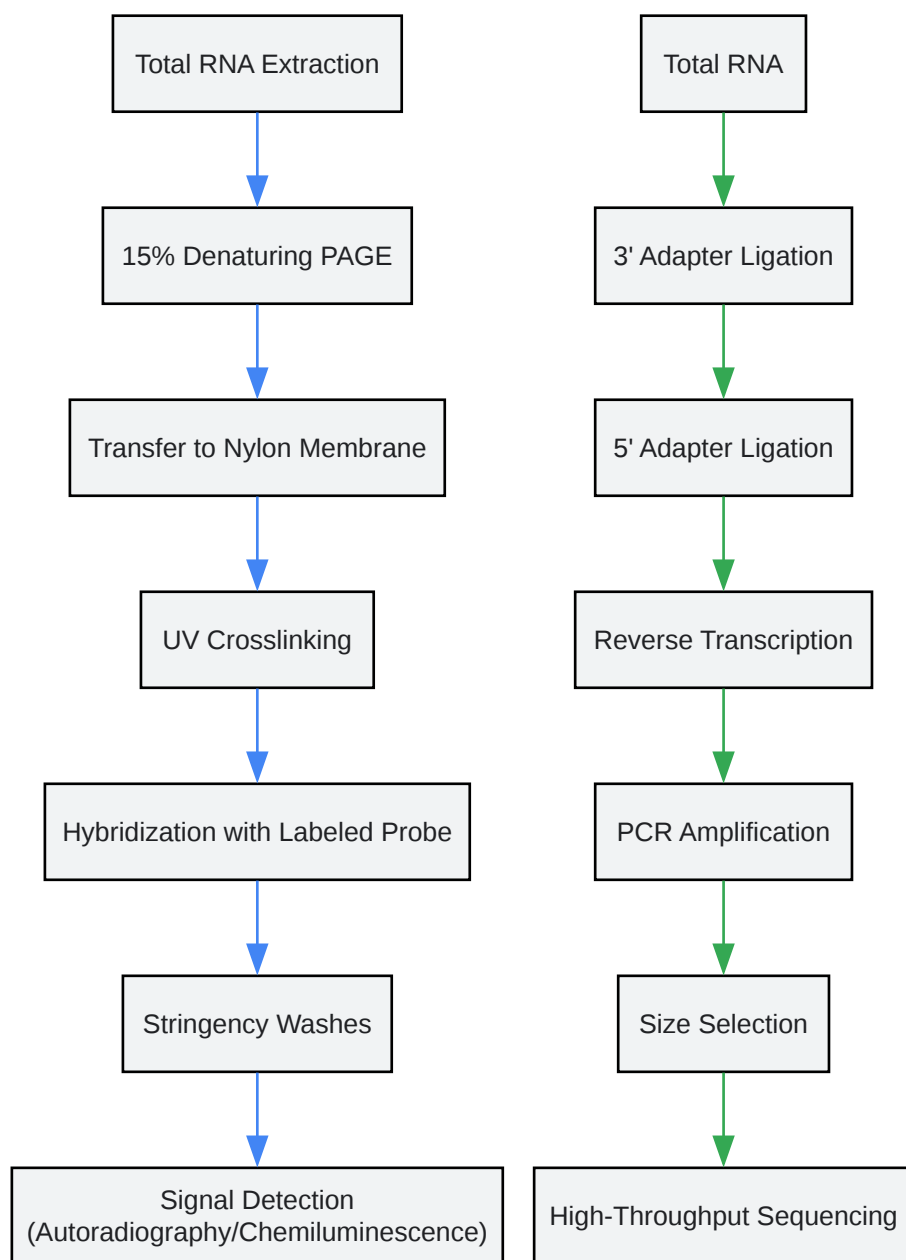 Total RNA Extraction
15% Denaturing PAGE
Transfer to Nylon Membrane
UV Crosslinking
Hybridization with Labeled Probe
Stringency Washes
Signal Detection
(Autoradiography/Chemiluminescence)
Total RNA
3' Adapter Ligation
5' Adapter Ligation
Reverse Transcription
PCR Amplification
Size Selection
High-Throughput Sequencing